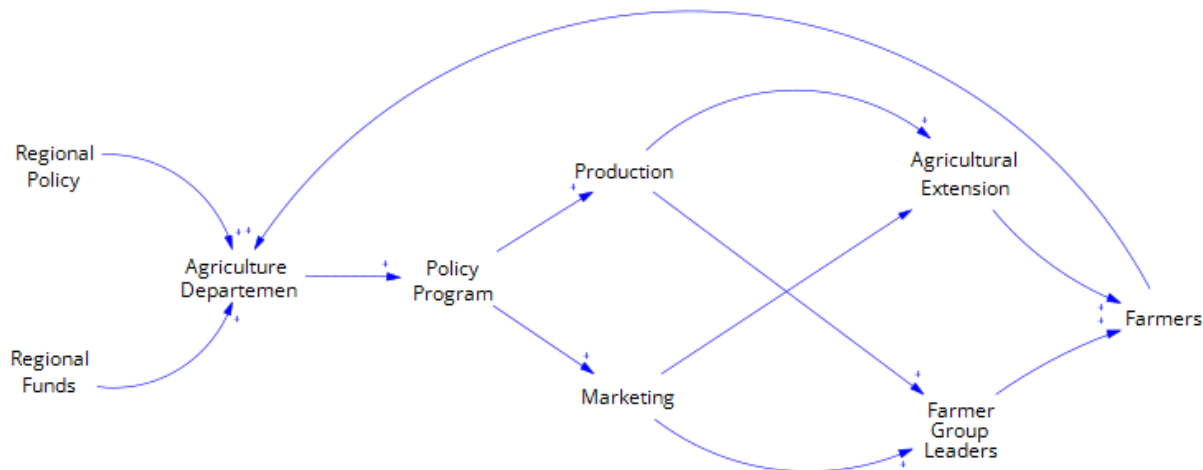 Regional
Policy
Regional
Funds
Agriculture
Departemen
Policy
Program
Production
Marketing
Agricultural
Extension
Farmer
Group
Leaders
Farmers
+
+
+
+
+
+
+
+
+
+
+